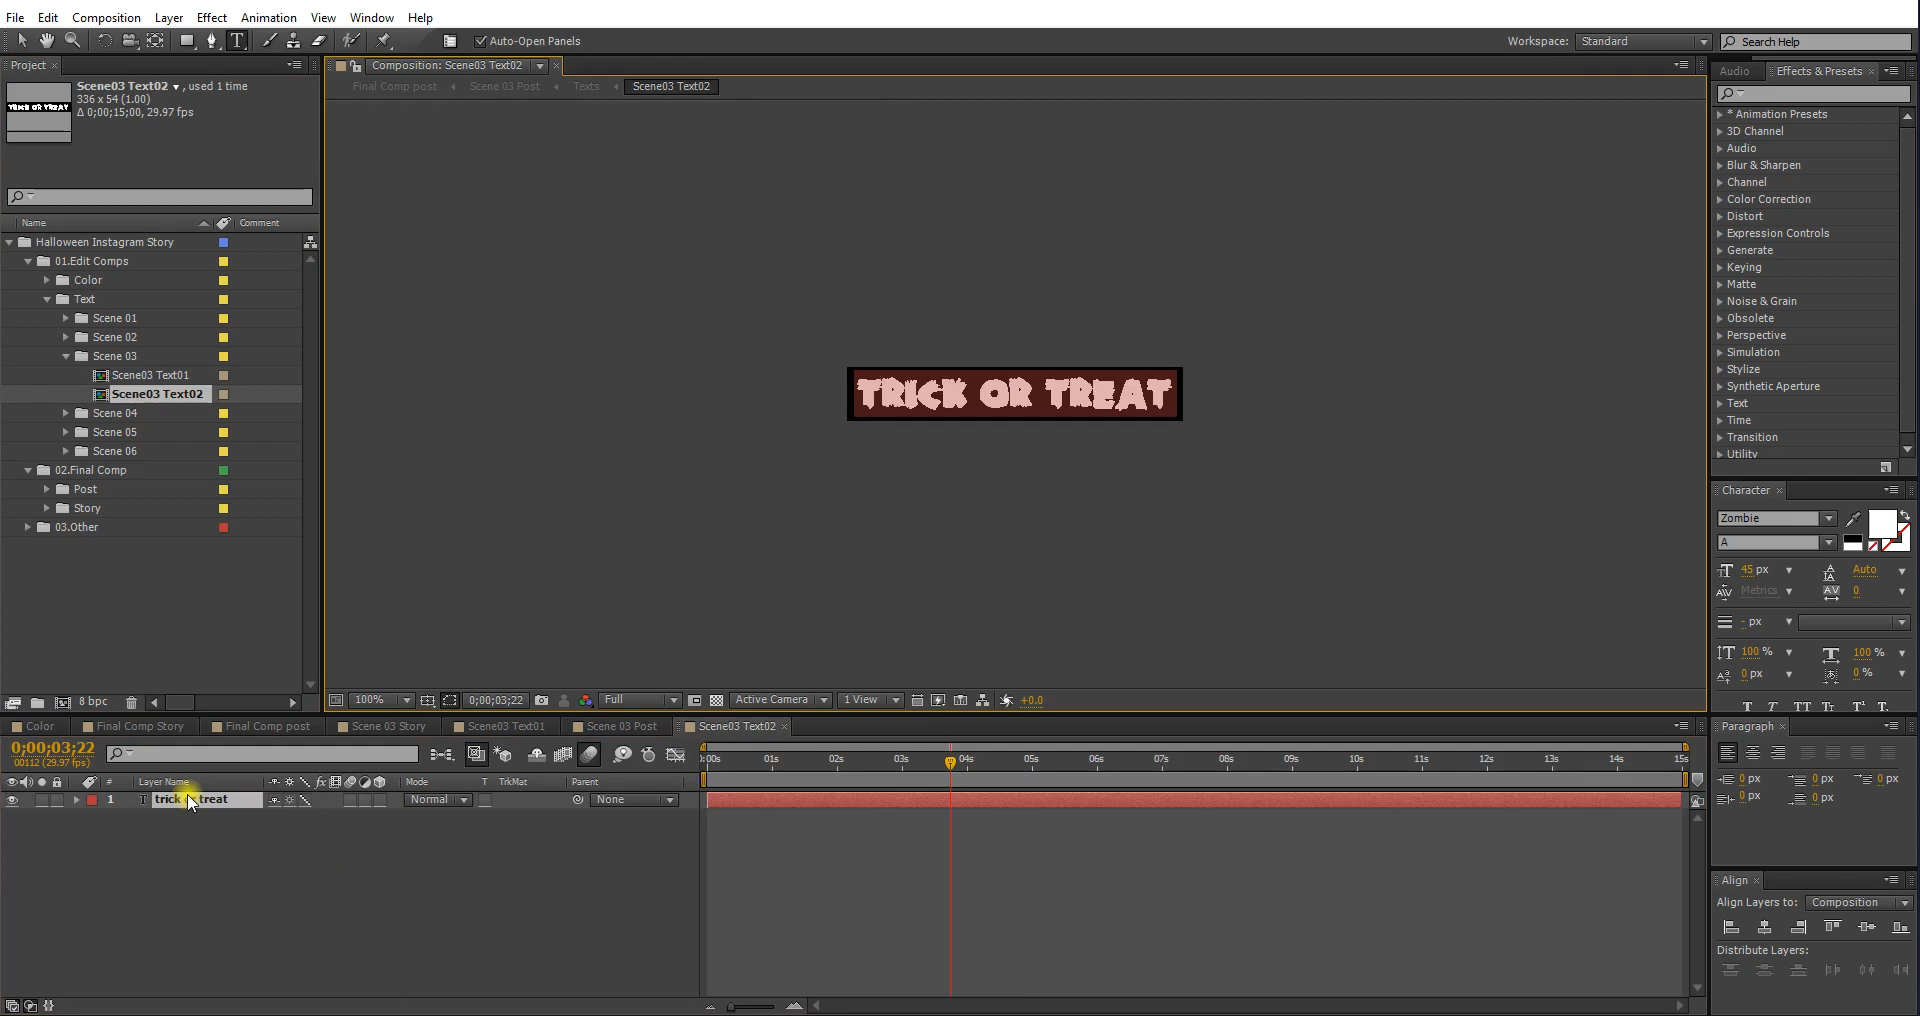 File Edit Composition Layer Effect Animation View Window Help
Auto-Open Panels
Workspace: Standard
Search Help
Project
Scene03 Text02 , used 1 time
336 x 54 (1.00)
Δ 0;00;15;00, 29.97 fps
TRICK OR TREAT
Name Comment
Halloween Instagram Story
01.Edit Comps
Color
Text
Scene 01
Scene 02
Scene 03
Scene03 Text01
Scene03 Text02
Scene 04
Scene 05
Scene 06
02.Final Comp
Post
Story
03.Other
8 bpc
Composition: Scene03 Text02
Final Comp post Scene 03 Post Texts Scene03 Text02
TRICK OR TREAT
100% 0;00;03;22 Full Active Camera 1 View +0.0
Audio Effects & Presets
* Animation Presets
3D Channel
Audio
Blur & Sharpen
Channel
Color Correction
Distort
Expression Controls
Generate
Keying
Matte
Noise & Grain
Obsolete
Perspective
Simulation
Stylize
Synthetic Aperture
Text
Time
Transition
Utility
Character
Zombie
A
45 px Auto
Metrics 0
- px
100 % 100 %
0 px 0 %
T T TT Tт T¹ T,
Color Final Comp Story Final Comp post Scene 03 Story Scene03 Text01 Scene 03 Post Scene03 Text02
0;00;03;22
00112 (29.97 fps)
# Layer Name fx Mode T TrkMat Parent
1 T trick treat Normal None
:00s 01s 02s 03s 04s 05s 06s 07s 08s 09s 10s 11s 12s 13s 14s 15s
Paragraph
0 px 0 px 0 px
0 px 0 px
Align
Align Layers to: Composition
Distribute Layers: